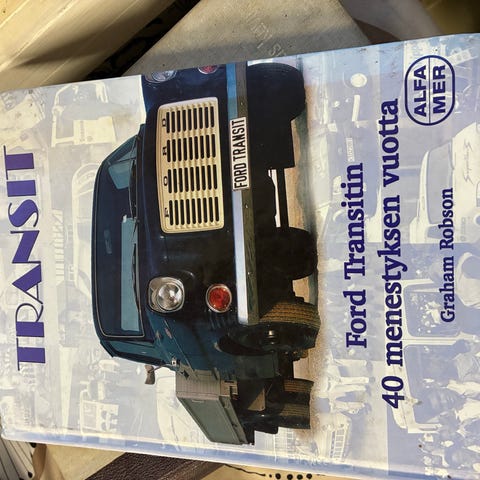 TRANSIT
FORD
FORD TRANSIT
Ford Transitin
40 menestyksen vuotta
Graham Robson
ALFA
MER